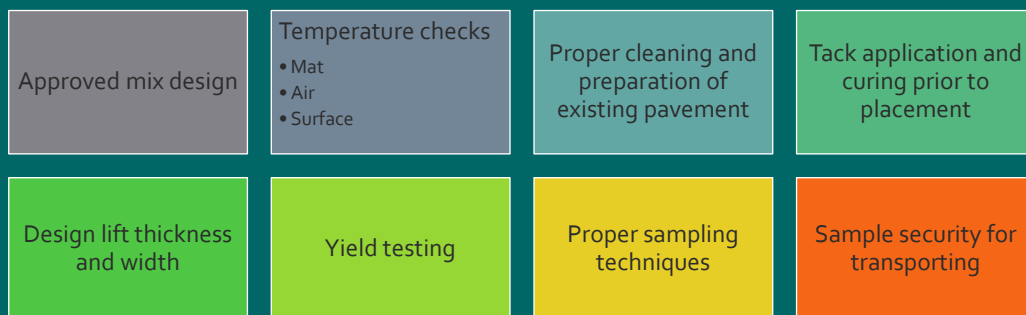 Approved mix design
Temperature checks
• Mat
• Air
• Surface
Proper cleaning and
preparation of
existing pavement
Tack application and
curing prior to
placement
Design lift thickness
and width
Yield testing
Proper sampling
techniques
Sample security for
transporting